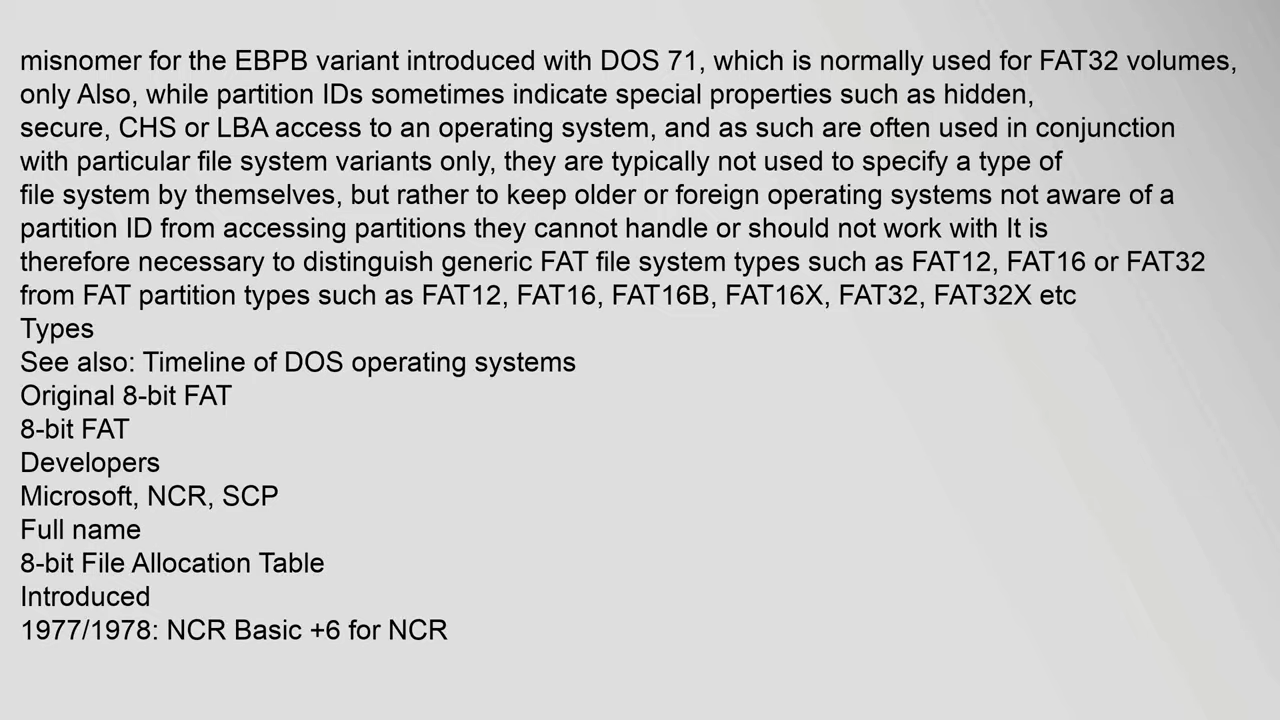 misnomer for the EBPB variant introduced with DOS 71, which is normally used for FAT32 volumes,
only Also, while partition IDs sometimes indicate special properties such as hidden,
secure, CHS or LBA access to an operating system, and as such are often used in conjunction
with particular file system variants only, they are typically not used to specify a type of
file system by themselves, but rather to keep older or foreign operating systems not aware of a
partition ID from accessing partitions they cannot handle or should not work with It is
therefore necessary to distinguish generic FAT file system types such as FAT12, FAT16 or FAT32
from FAT partition types such as FAT12, FAT16, FAT16B, FAT16X, FAT32, FAT32X etc
Types
See also: Timeline of DOS operating systems
Original 8-bit FAT
8-bit FAT
Developers
Microsoft, NCR, SCP
Full name
8-bit File Allocation Table
Introduced
1977/1978: NCR Basic +6 for NCR